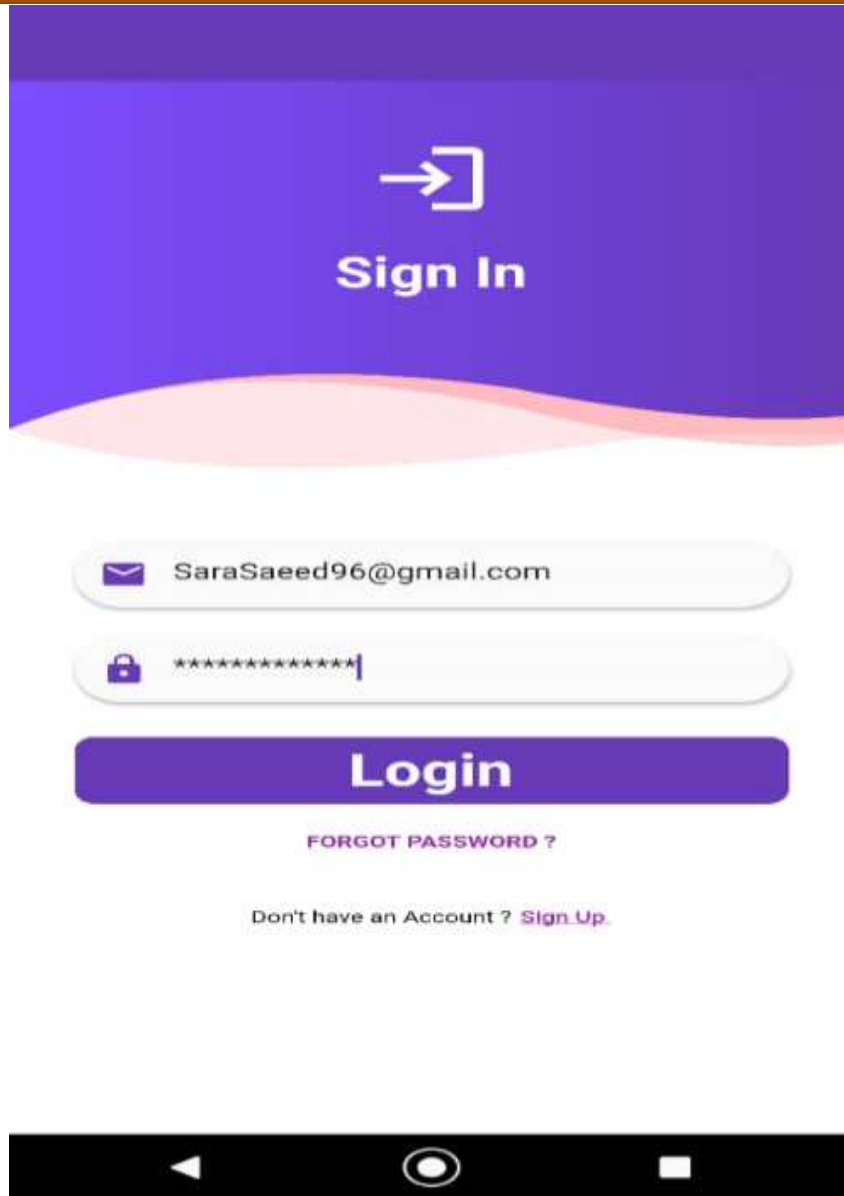 Sign In
SaraSaeed96@gmail.com
*************
Login
FORGOT PASSWORD ?
Don't have an Account ? Sign Up